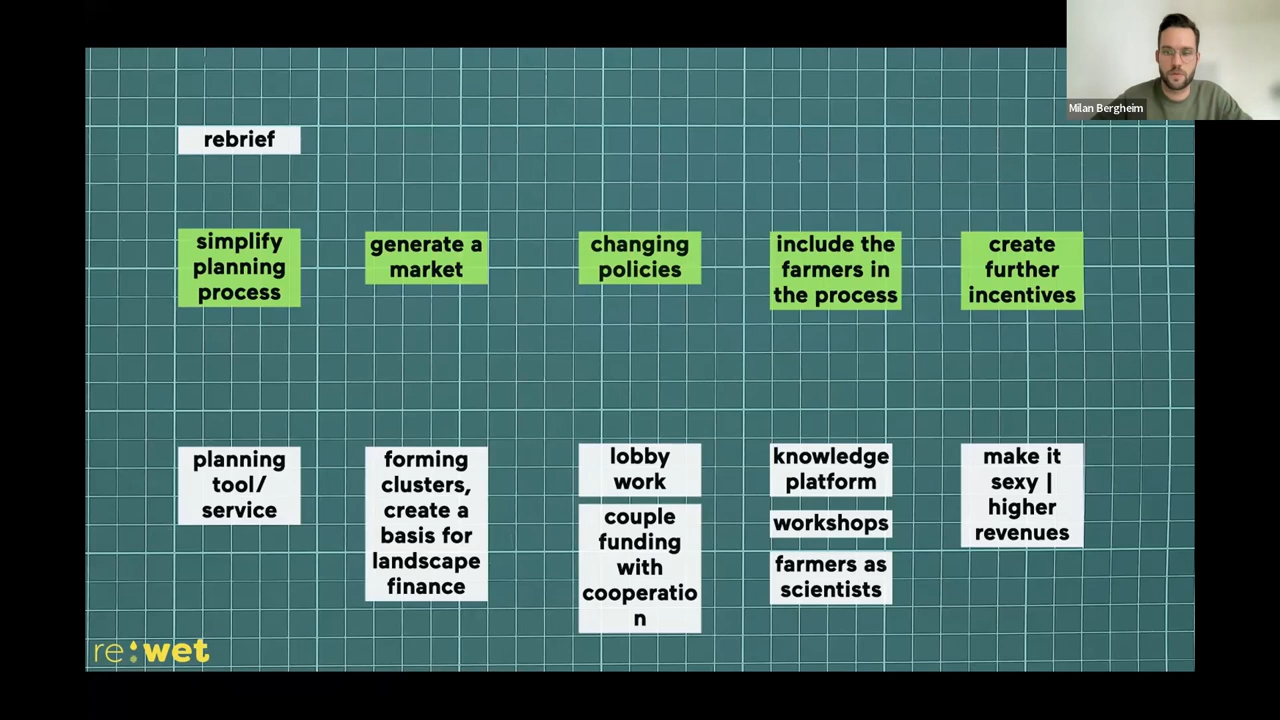 Milan Bergheim
rebrief
simplify
planning
process
generate a
market
changing
policies
include the
farmers in
the process
create
further
incentives
planning
tool/
service
forming
clusters,
create a
basis for
landscape
finance
lobby
work
couple
funding
with
cooperatio
n
knowledge
platform
workshops
farmers as
scientists
make it
sexy |
higher
revenues
re:wet